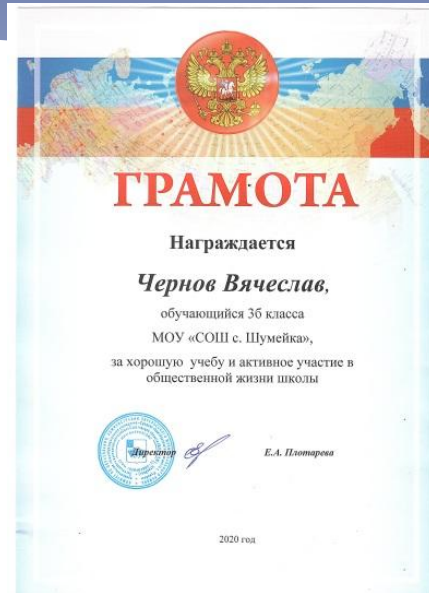 ГРАМОТА
Награждается
Чернов Вячеслав,
обучающийся 3б класса
МОУ «СОШ с. Шумейка»,
за хорошую учебу и активное участие в
общественной жизни школы
Директор Е.А. Плотарева
2020 год